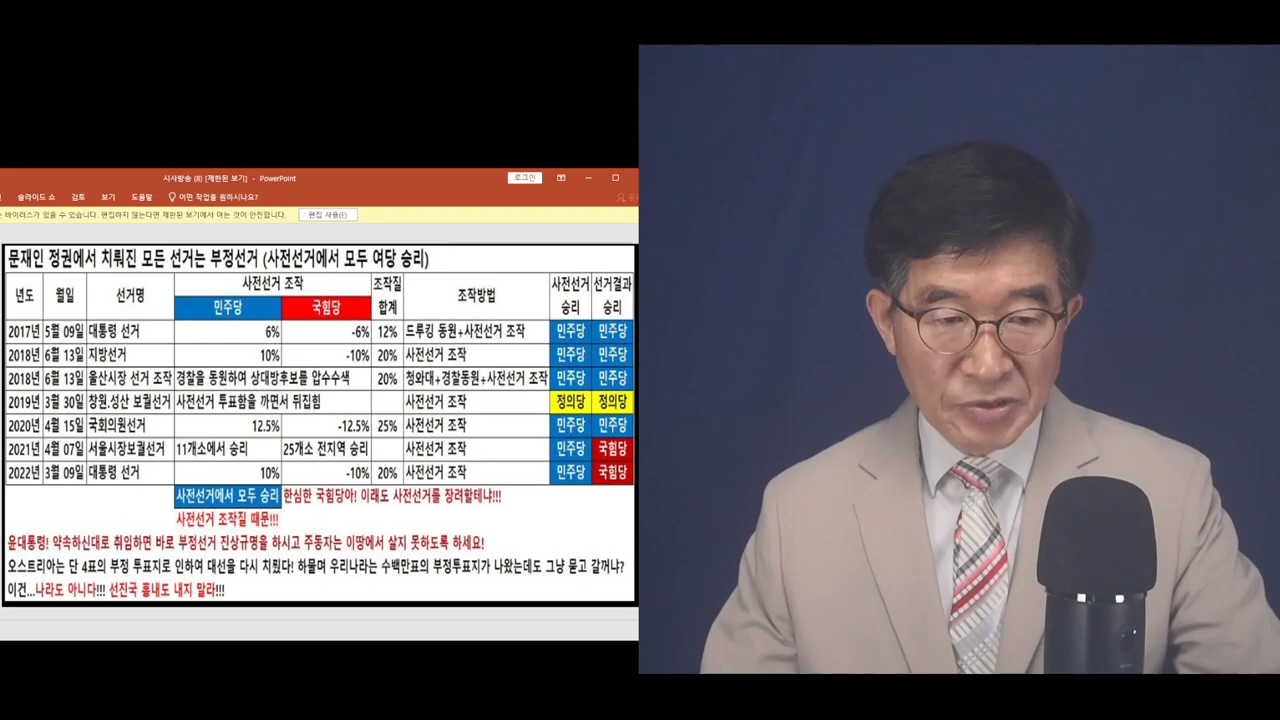 시사방송 (8) [제한된 보기] - PowerPoint
로그인
슬라이드 쇼 검토 보기 도움말 어떤 작업을 원하시나요?
바이러스가 있을 수 있습니다. 편집하지 않는다면 제한된 보기에서 여는 것이 안전합니다. 편집 사용(E)
문재인 정권에서 치뤄진 모든 선거는 부정선거 (사전선거에서 모두 여당 승리)
년도 월일 선거명 사전선거 조작 조작질 합계 조작방법 사전선거 승리 선거결과 승리
민주당 국힘당
2017년 5월 09일 대통령 선거 6% -6% 12% 드루킹 동원+사전선거 조작 민주당 민주당
2018년 6월 13일 지방선거 10% -10% 20% 사전선거 조작 민주당 민주당
2018년 6월 13일 울산시장 선거 조작 경찰을 동원하여 상대방후보를 압수수색 20% 청와대+경찰동원+사전선거 조작 민주당 민주당
2019년 3월 30일 창원.성산 보궐선거 사전선거 투표함을 까면서 뒤집힘 사전선거 조작 정의당 정의당
2020년 4월 15일 국회의원선거 12.5% -12.5% 25% 사전선거 조작 민주당 민주당
2021년 4월 07일 서울시장보궐선거 11개소에서 승리 25개소 전지역 승리 사전선거 조작 민주당 국힘당
2022년 3월 09일 대통령 선거 10% -10% 20% 사전선거 조작 민주당 국힘당
사전선거에서 모두 승리 한심한 국힘당아! 이래도 사전선거를 장려할테냐!!!
사전선거 조작질 때문!!!
윤대통령! 약속하신대로 취임하면 바로 부정선거 진상규명을 하시고 주동자는 이땅에서 살지 못하도록 하세요!
오스트리아는 단 4표의 부정 투표지로 인하여 대선을 다시 치뤘다! 하물며 우리나라는 수백만표의 부정투표지가 나왔는데도 그냥 묻고 갈꺼냐?
이건...나라도 아니다!!! 선진국 흉내도 내지 말라!!!